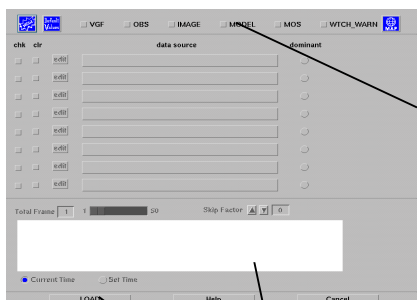 Default Values VGF OBS IMAGE MODEL MOS WTCH_WARN MAP
chk clr data source dominant
edit
edit
edit
edit
edit
edit
edit
edit
Total Frame 1 1 50 Skip Factor 0
Current Time Set Time
LOAD Help Cancel